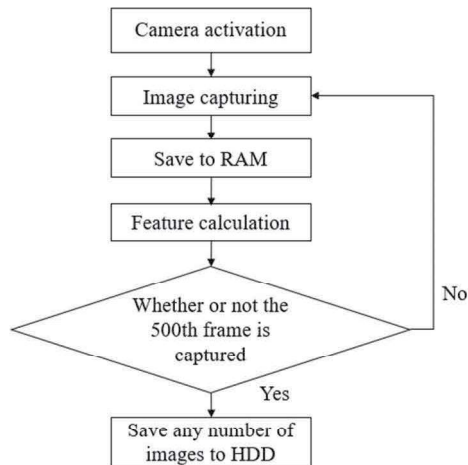 Camera activation
Image capturing
Save to RAM
Feature calculation
Whether or not the
500th frame is
captured
No
Yes
Save any number of
images to HDD